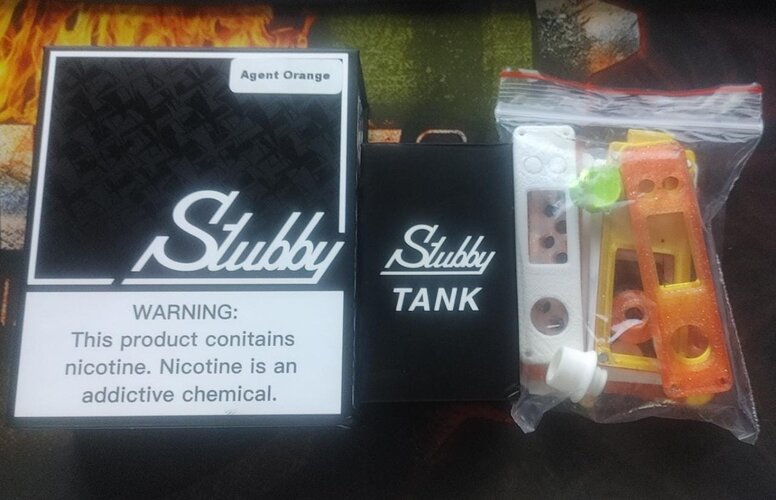 Agent Orange
Stubby
WARNING:
This product conitains
nicotine. Nicotine is an
addictive chemical.
Stubby
TANK